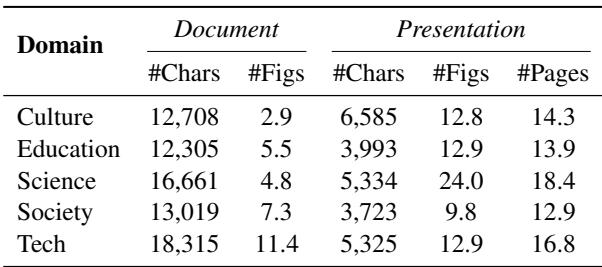 Domain Document Presentation
#Chars #Figs #Chars #Figs #Pages
Culture 12,708 2.9 6,585 12.8 14.3
Education 12,305 5.5 3,993 12.9 13.9
Science 16,661 4.8 5,334 24.0 18.4
Society 13,019 7.3 3,723 9.8 12.9
Tech 18,315 11.4 5,325 12.9 16.8